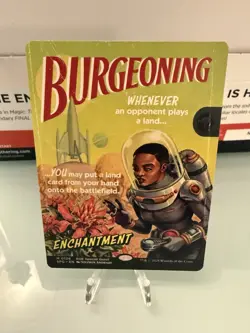 BURGEONING
WHENEVER
an opponent plays
a land...
...YOU may put a land
card from your hand
onto the battlefield.
ENCHANTMENT
E EN
IS H